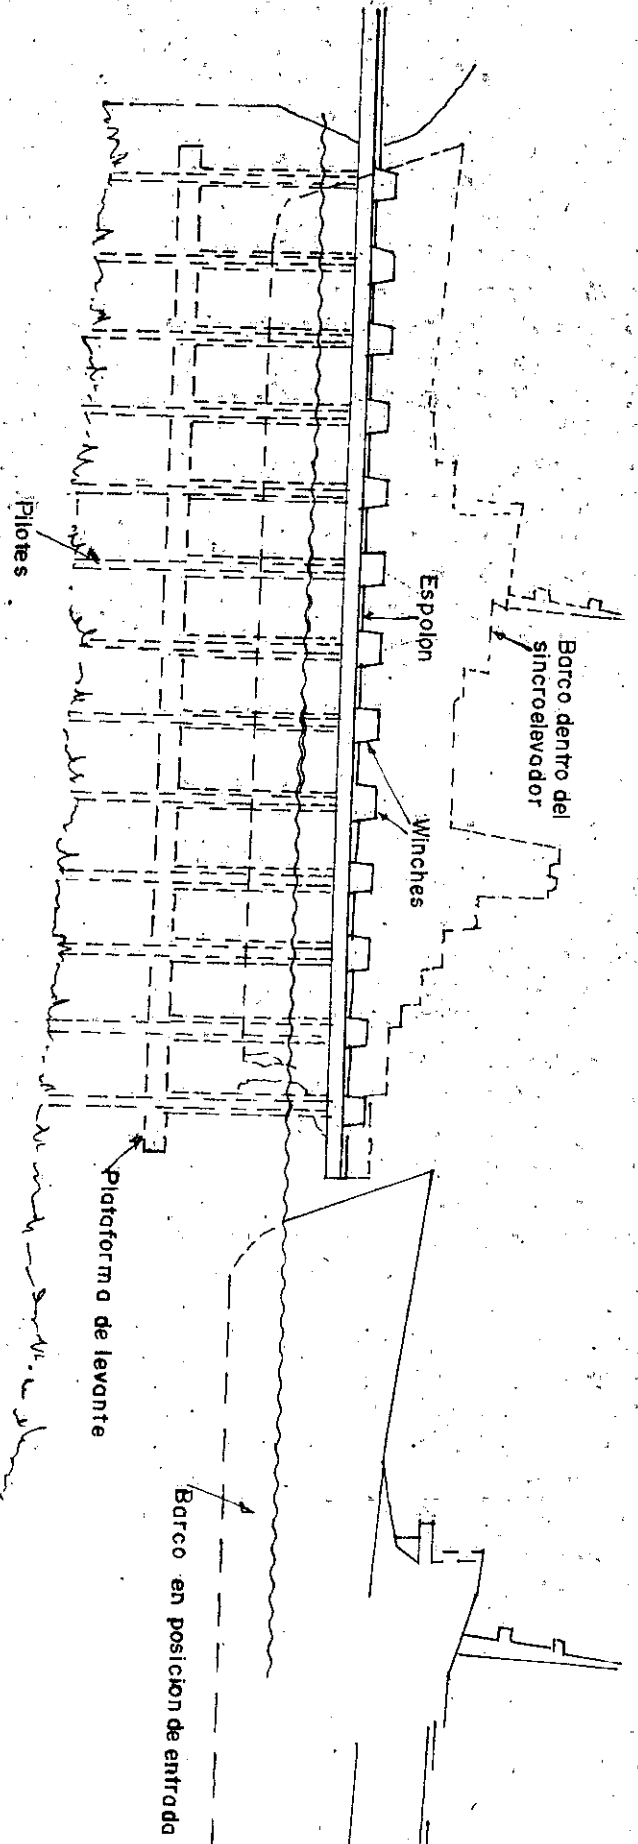 Barco dentro del
sincroelevador
Espolon
Winches
Pilotes
Plataforma de levante
Barco en posicion de entrada